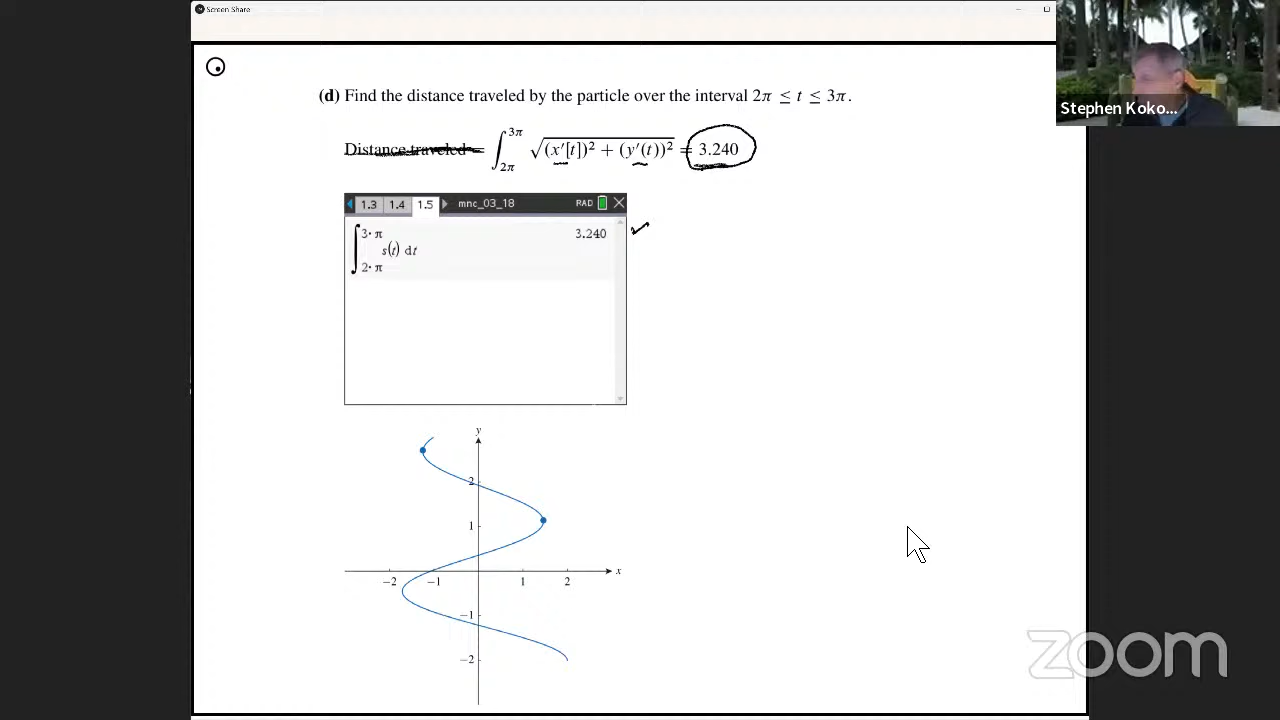 Screen Share
Stephen Koko...
(d) Find the distance traveled by the particle over the interval 2π ≤ t ≤ 3π.
Distance traveled = ∫_{2π}^{3π} √((x′[t])² + (y′(t))²) = 3.240
1.3 1.4 1.5 mnc_03_18 RAD
∫_{2·π}^{3·π} s(t) dt 3.240
y
2
1
x
−2 −1 1 2
−1
−2
zoom